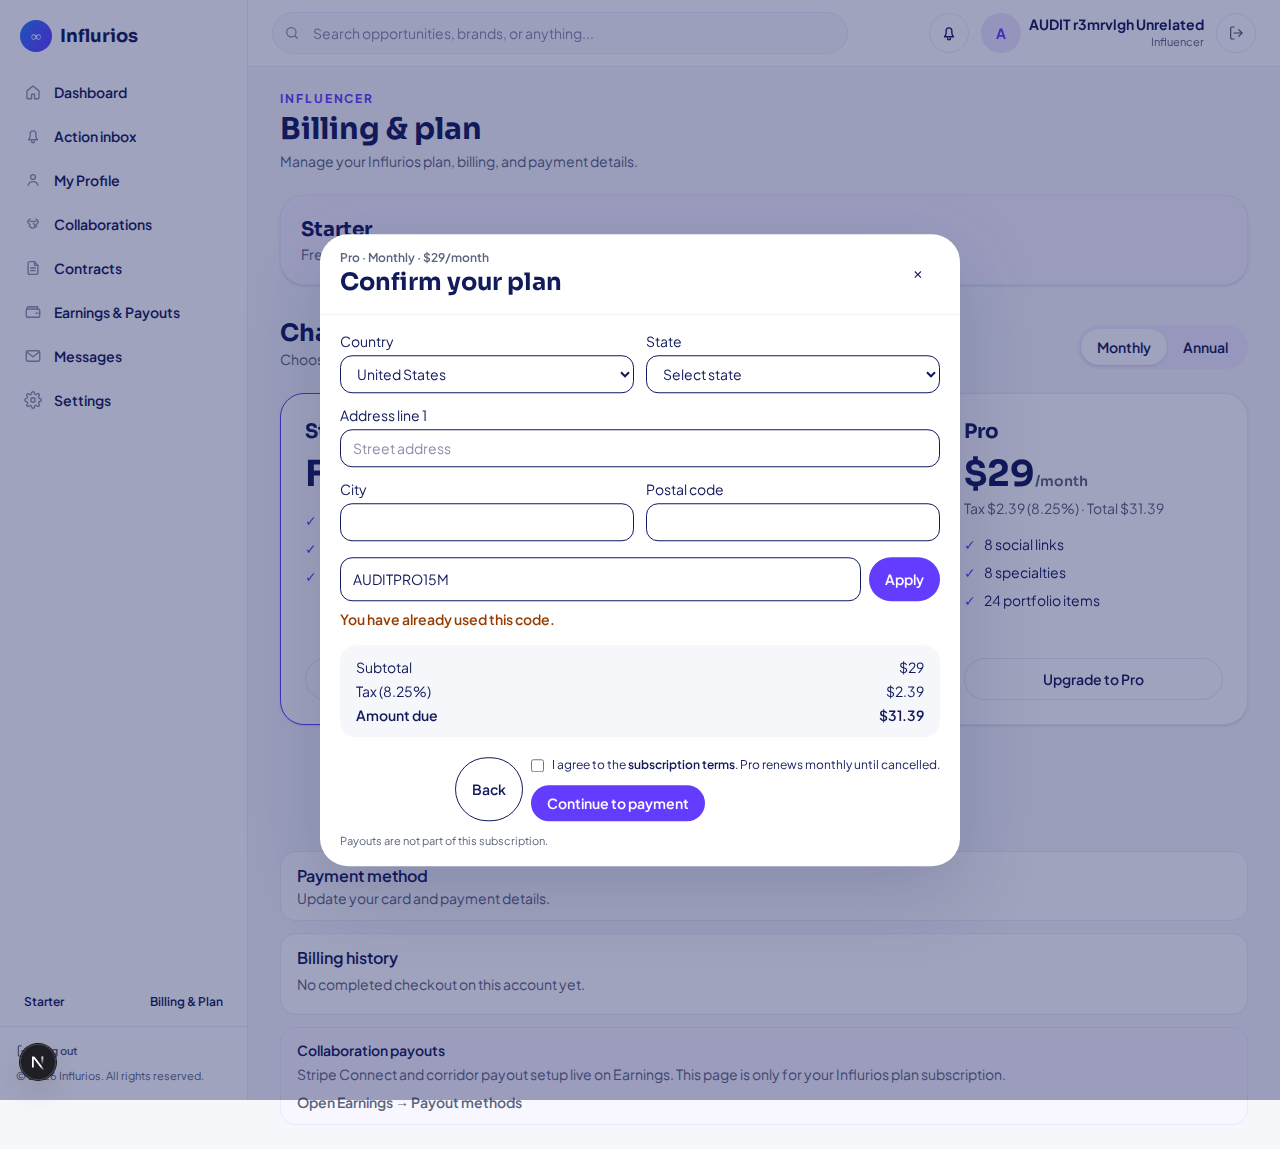 Influrios
Search opportunities, brands, or anything...
A
AUDIT r3mrvlgh Unrelated
Influencer
Dashboard
Action inbox
My Profile
Collaborations
Contracts
Earnings & Payouts
Messages
Settings
INFLUENCER
Billing & plan
Manage your Influrios plan, billing, and payment details.
Starter
Fre
Cha
Choos
Monthly
Annual
Pro · Monthly · $29/month
Confirm your plan
×
Country
State
United States
Select state
Address line 1
Street address
City
Postal code
AUDITPRO15M
Apply
You have already used this code.
Subtotal
$29
Tax (8.25%)
$2.39
Amount due
$31.39
Back
I agree to the subscription terms. Pro renews monthly until cancelled.
Continue to payment
Payouts are not part of this subscription.
Pro
$29/month
Tax $2.39 (8.25%) · Total $31.39
✓ 8 social links
✓ 8 specialties
✓ 24 portfolio items
Upgrade to Pro
Payment method
Update your card and payment details.
Billing history
No completed checkout on this account yet.
Collaboration payouts
Stripe Connect and corridor payout setup live on Earnings. This page is only for your Influrios plan subscription.
Open Earnings → Payout methods
Starter
Billing & Plan
out
N
© Influrios. All rights reserved.